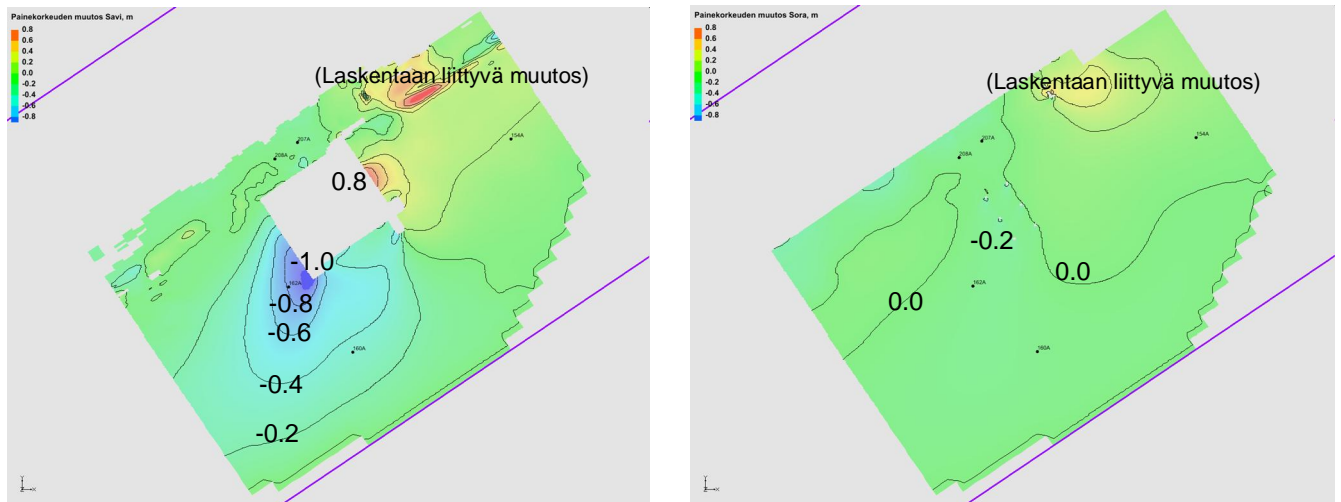 Painekorkeuden muutos Savi, m
0.8
0.6
0.4
0.2
0.0
-0.2
-0.4
-0.6
-0.8
(Laskentaan liittyvä muutos)
207A
208A
154A
0.8
-1.0
162A
-0.8
-0.6
160A
-0.4
-0.2
Y
Z X
Painekorkeuden muutos Sora, m
0.8
0.6
0.4
0.2
0.0
-0.2
-0.4
-0.6
-0.8
(Laskentaan liittyvä muutos)
207A
208A
154A
-0.2
0.0
162A
0.0
160A
Y
Z X